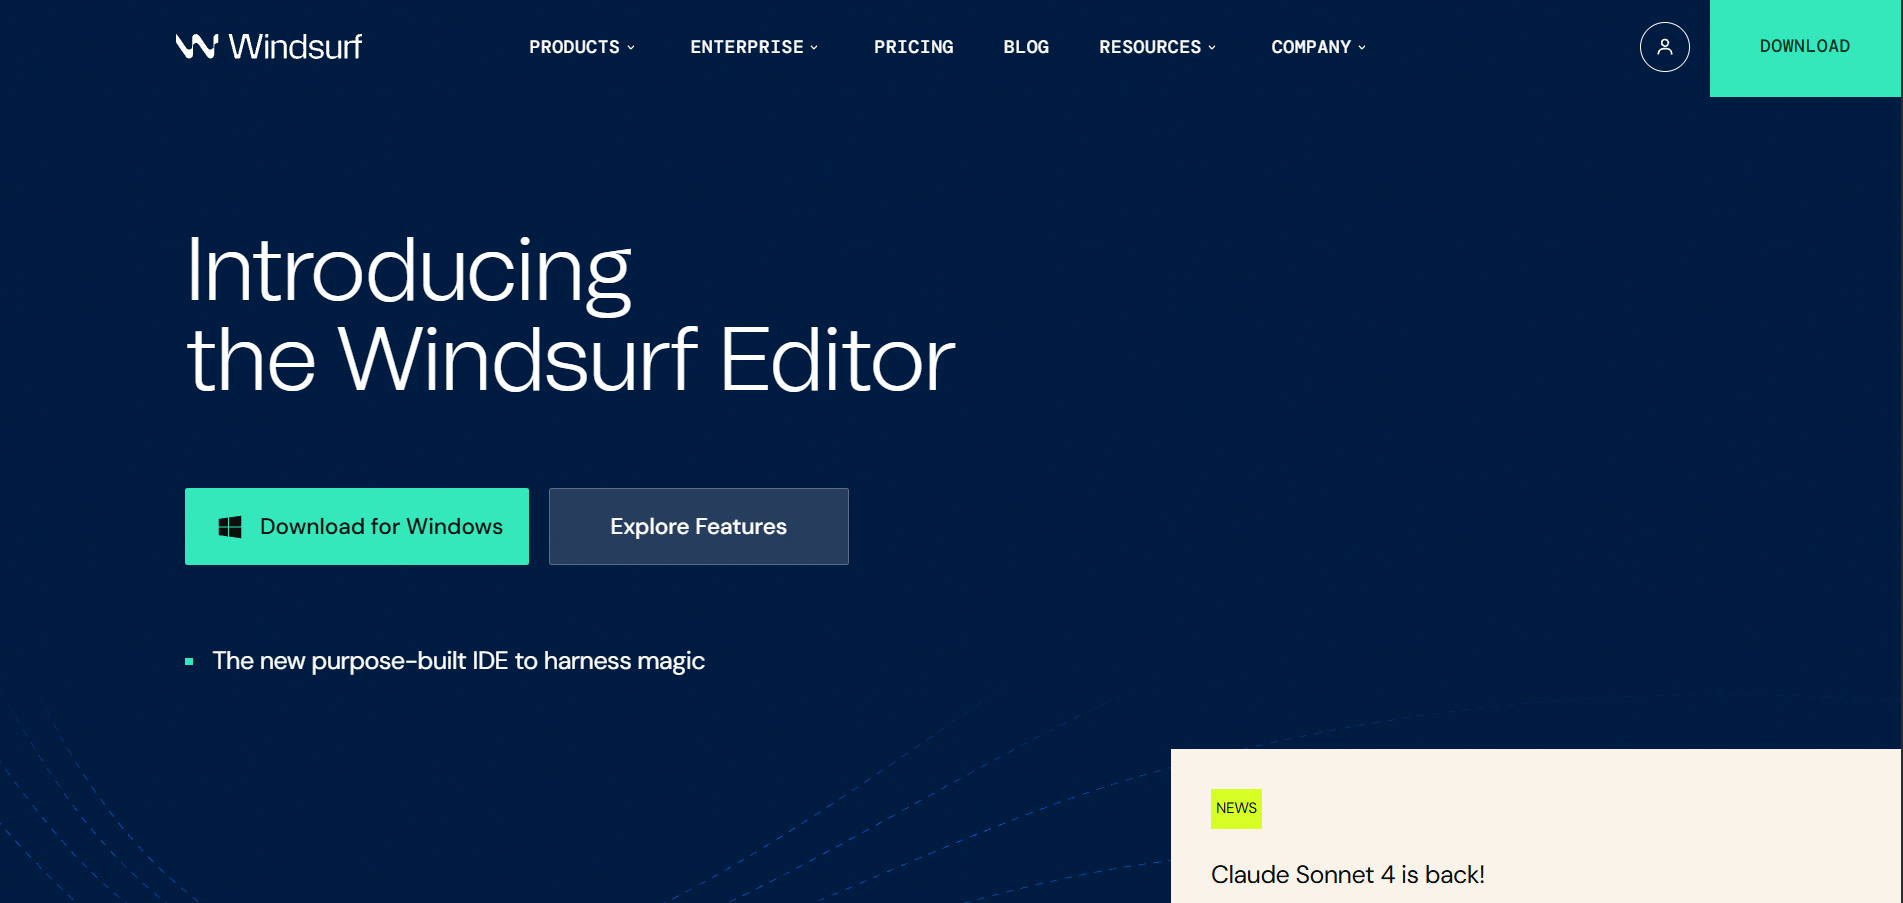 Windsurf
PRODUCTS
ENTERPRISE
PRICING
BLOG
RESOURCES
COMPANY
DOWNLOAD
Introducing
the Windsurf Editor
Download for Windows
Explore Features
The new purpose-built IDE to harness magic
NEWS
Claude Sonnet 4 is back!